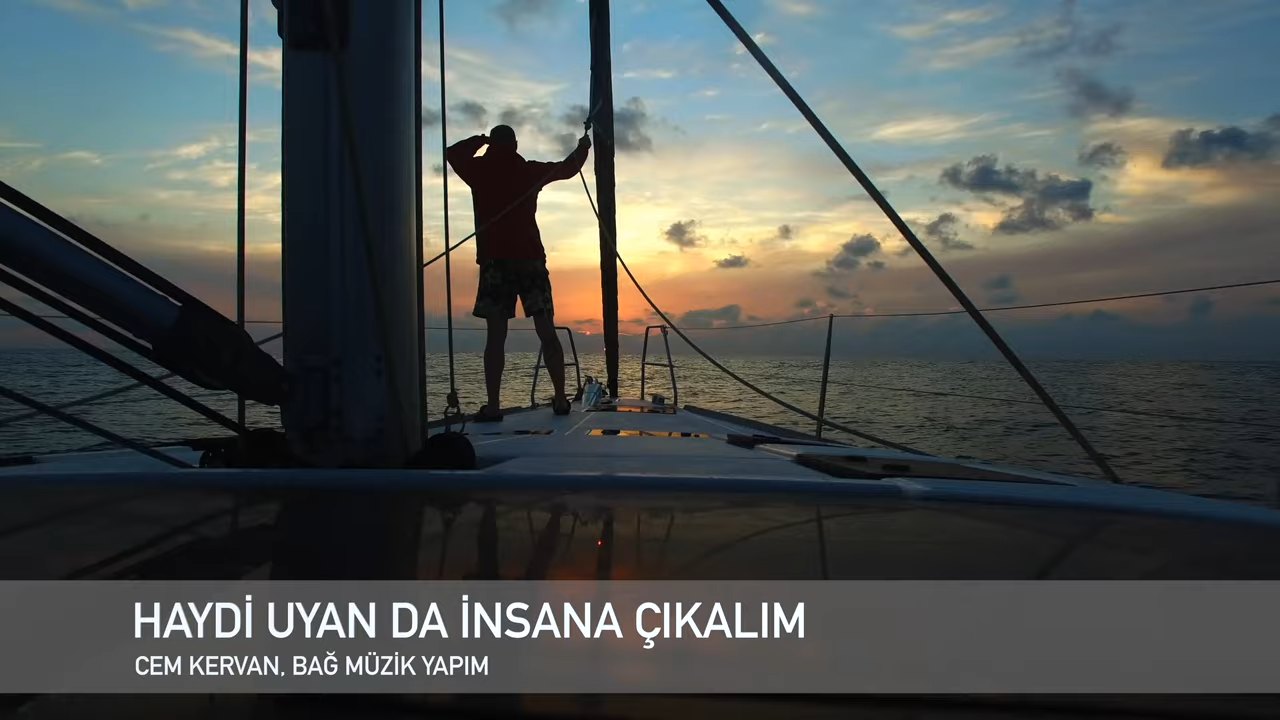 HAYDİ UYAN DA İNSANA ÇIKALIM
CEM KERVAN, BAĞ MÜZİK YAPIM